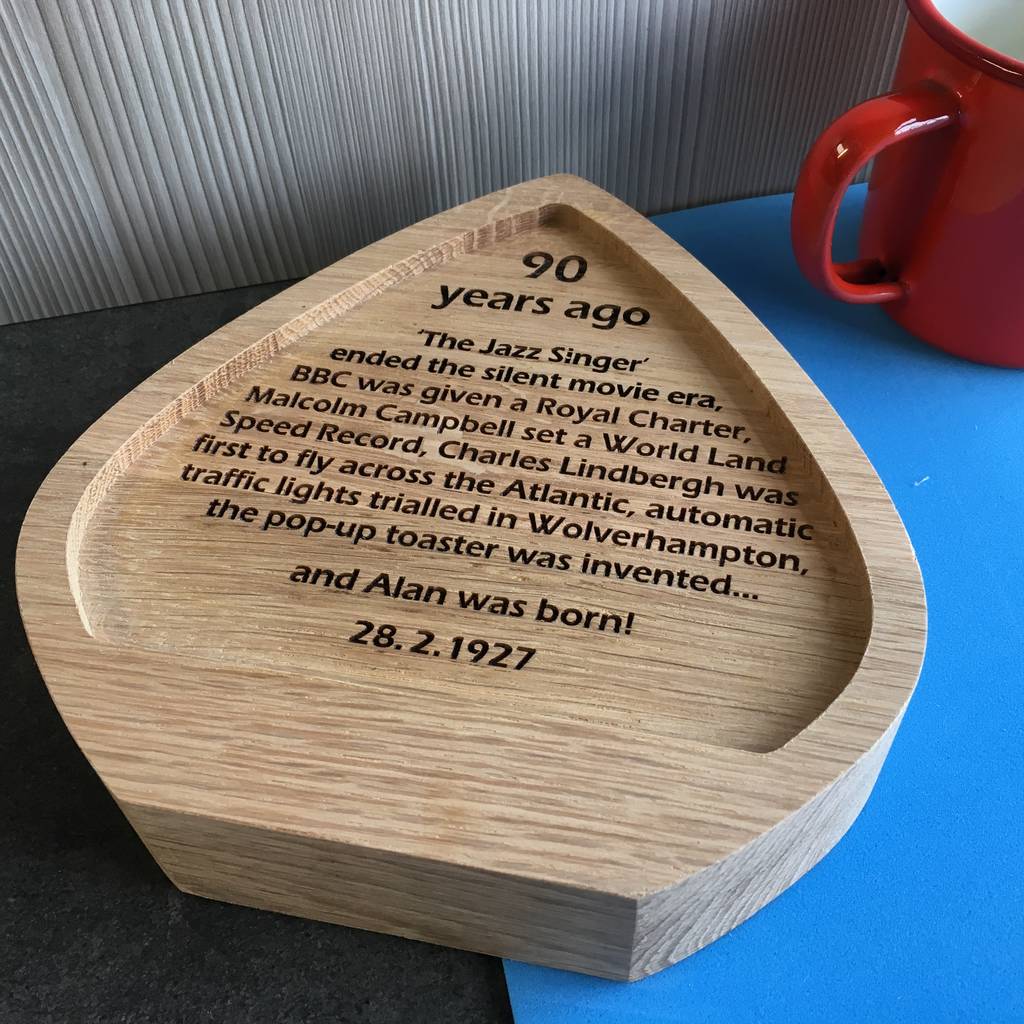 90
years ago
'The Jazz Singer'
ended the silent movie era,
BBC was given a Royal Charter,
Malcolm Campbell set a World Land
Speed Record, Charles Lindbergh was
first to fly across the Atlantic, automatic
traffic lights trialled in Wolverhampton,
the pop-up toaster was invented...
and Alan was born!
28.2.1927